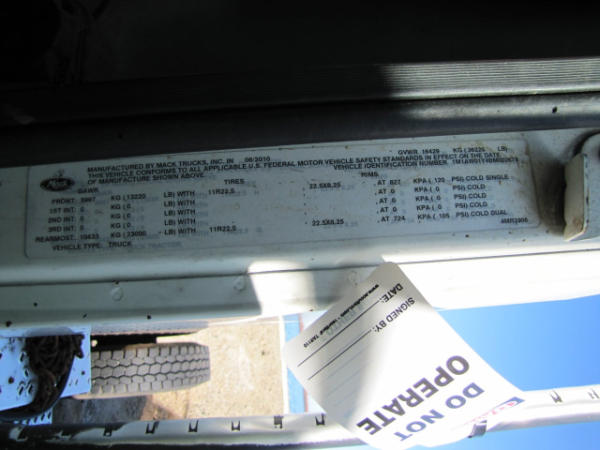 Mack
MANUFACTURED BY MACK TRUCKS, INC. IN 06/2010 GVWR 16429 KG (36220 LB)
THIS VEHICLE CONFORMS TO ALL APPLICABLE U.S. FEDERAL MOTOR VEHICLE SAFETY STANDARDS IN EFFECT ON THE DATE
OF MANUFACTURE SHOWN ABOVE. VEHICLE IDENTIFICATION NUMBER
GAWR TIRES RIMS
FRONT: 5997 KG (13220 LB) WITH 11R22.5 22.5X8.25 AT 827 KPA ( 120 PSI) COLD SINGLE
1ST INT: 0 KG ( 0 LB) WITH AT 0 KPA ( 0 PSI) COLD
2ND INT: 0 KG ( 0 LB) WITH AT 0 KPA ( 0 PSI) COLD
3RD INT: 0 KG ( 0 LB) WITH AT 0 KPA ( 0 PSI) COLD
REARMOST: 10433 KG (23000 LB) WITH 11R22.5 22.5X8.25 AT 724 KPA ( 105 PSI) COLD DUAL
VEHICLE TYPE: TRUCK
DO NOT
OPERATE
SIGNED BY:
DATE: